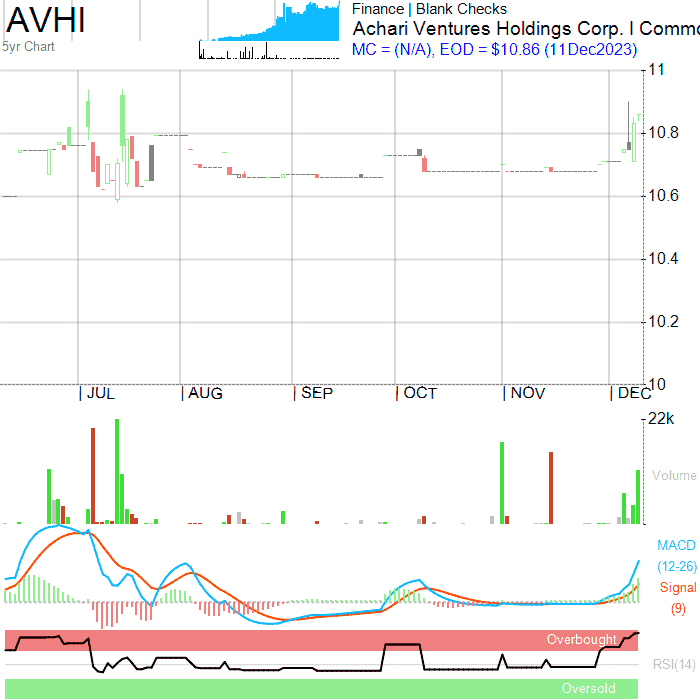 AVHI
5yr Chart
Finance | Blank Checks
Achari Ventures Holdings Corp. I Commo
MC = (N/A), EOD = $10.86 (11Dec2023)
11
10.8
10.6
10.4
10.2
10
| JUL | AUG | SEP | OCT | NOV | DEC
22k
Volume
MACD
(12-26)
Signal
(9)
Overbought
RSI(14)
Oversold